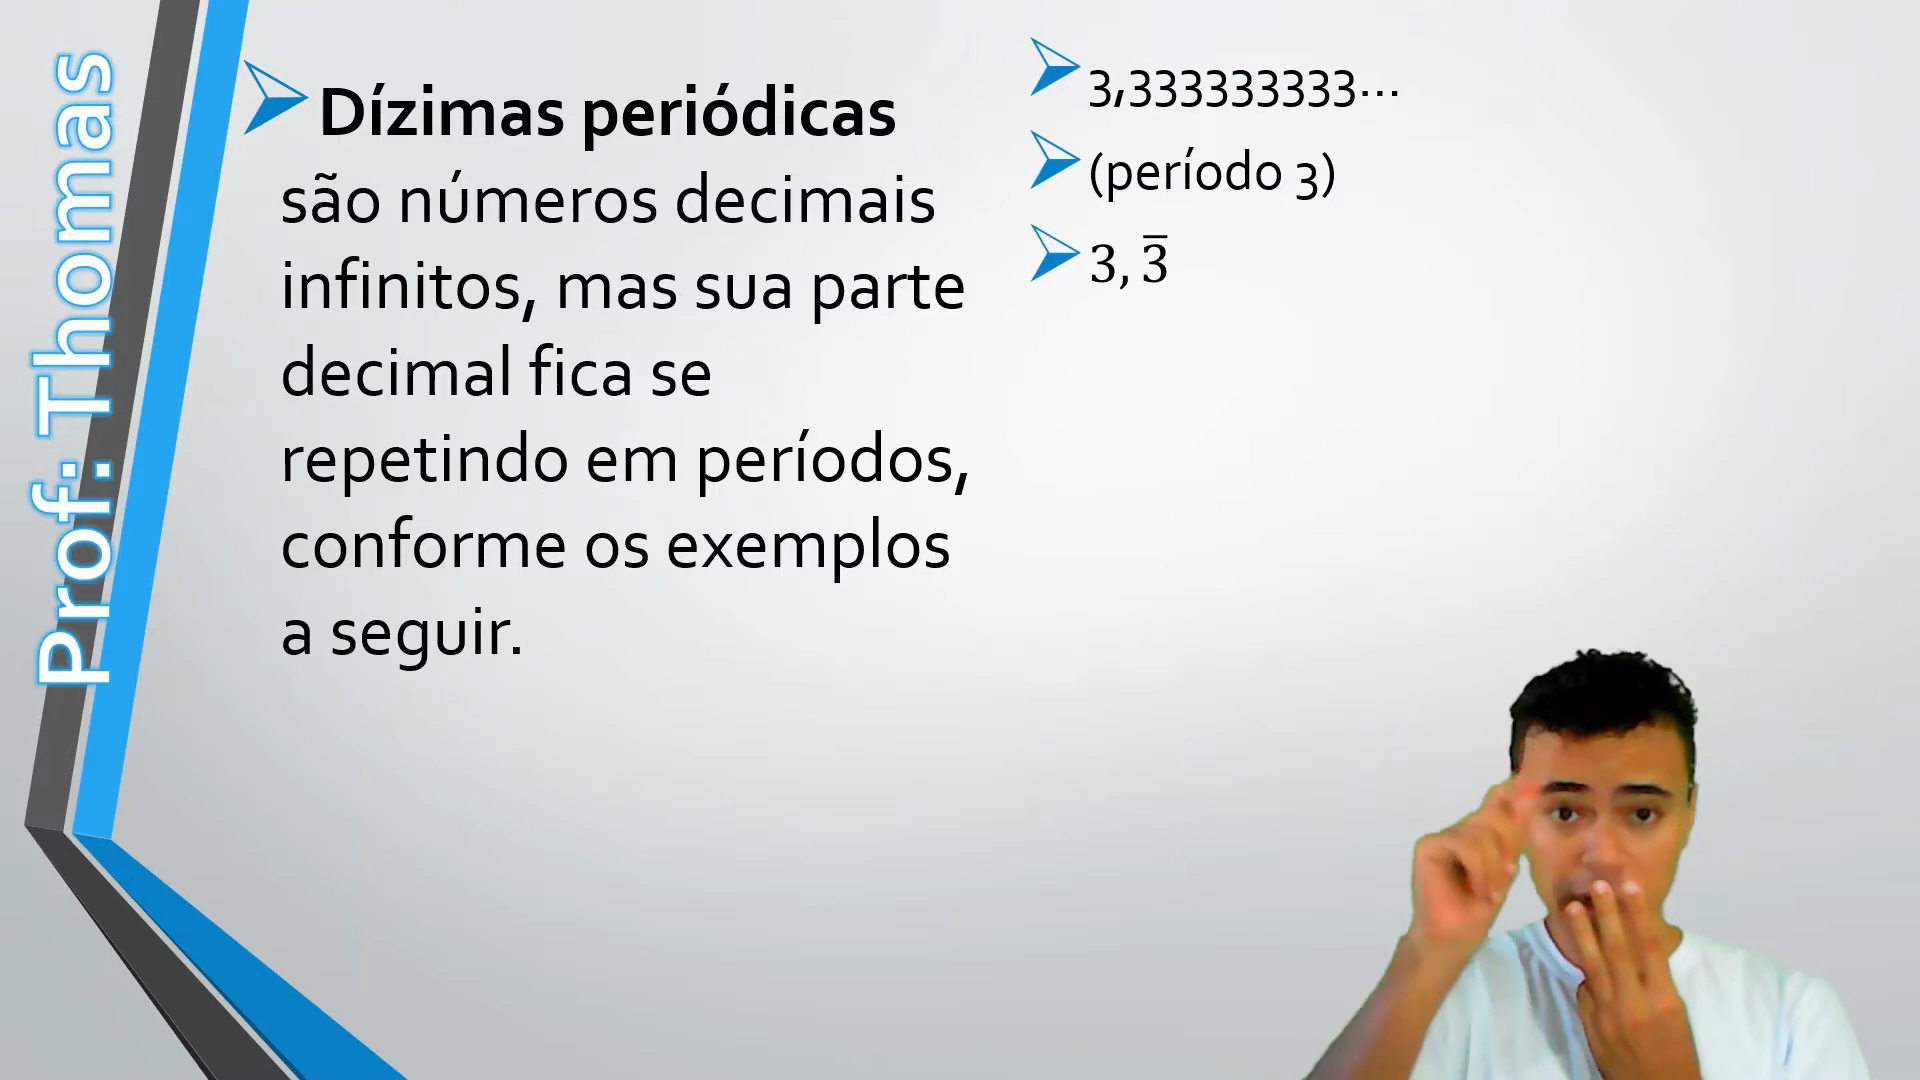 Prof. Thomas
Dízimas periódicas
são números decimais
infinitos, mas sua parte
decimal fica se
repetindo em períodos,
conforme os exemplos
a seguir.
3,333333333...
(período 3)
3,3̅